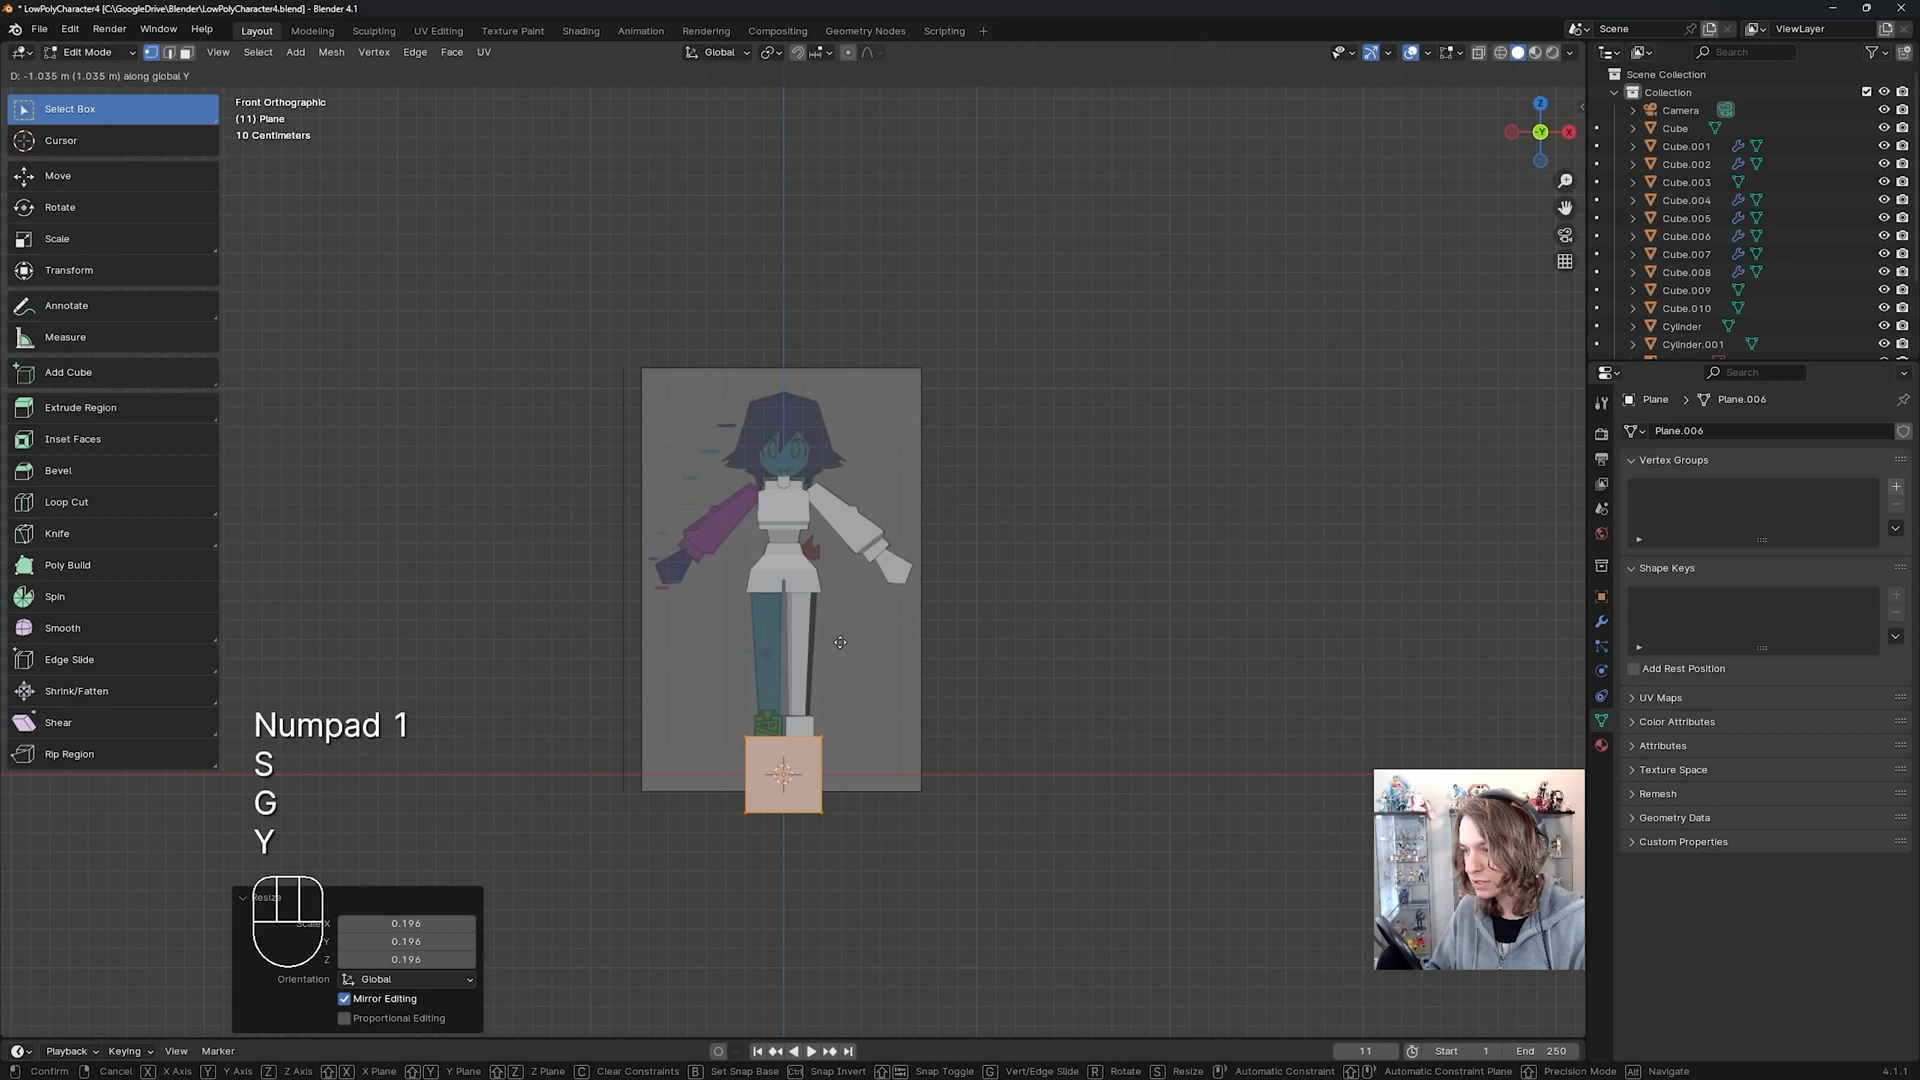 * LowPolyCharacter4 [C:\GoogleDrive\Blender\LowPolyCharacter4.blend] - Blender 4.1
File Edit Render Window Help Layout Modeling Sculpting UV Editing Texture Paint Shading Animation Rendering Compositing Geometry Nodes Scripting + Scene ViewLayer
Edit Mode View Select Add Mesh Vertex Edge Face UV Global Search
D: -1.035 m (1.035 m) along global Y
Select Box
Cursor
Move
Rotate
Scale
Transform
Annotate
Measure
Add Cube
Extrude Region
Inset Faces
Bevel
Loop Cut
Knife
Poly Build
Spin
Smooth
Edge Slide
Shrink/Fatten
Shear
Rip Region
Front Orthographic
(11) Plane
10 Centimeters
Z
-Y
X
Numpad 1
S
G
Y
Resize
X 0.196
Y 0.196
Z 0.196
Orientation Global
Mirror Editing
Proportional Editing
Scene Collection
Collection
Camera
Cube
Cube.001
Cube.002
Cube.003
Cube.004
Cube.005
Cube.006
Cube.007
Cube.008
Cube.009
Cube.010
Cylinder
Cylinder.001
Search
Plane > Plane.006
Plane.006
Vertex Groups
Shape Keys
Add Rest Position
UV Maps
Color Attributes
Attributes
Texture Space
Remesh
Geometry Data
Custom Properties
Playback Keying View Marker 11 Start 1 End 250
Confirm Cancel X X Axis Y Y Axis Z Z Axis X X Plane Y Y Plane Z Z Plane C Clear Constraints B Set Snap Base Ctrl Snap Invert Snap Toggle G Vert/Edge Slide R Rotate S Resize Automatic Constraint Automatic Constraint Plane Precision Mode Alt Navigate 4.1.1